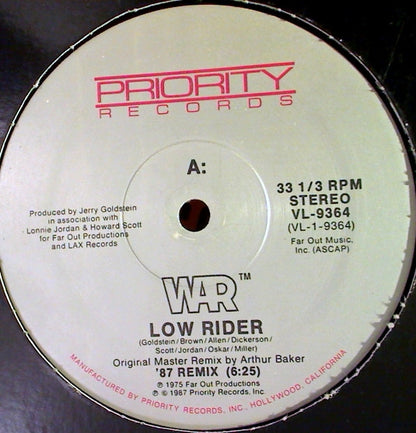 PRIORITY
RECORDS
A:
33 1/3 RPM
STEREO
VL-9364
(VL-1-9364)
Far Out Music,
Inc. (ASCAP)
Produced by Jerry Goldstein
in association with
Lonnie Jordan & Howard Scott
for Far Out Productions
and LAX Records
WAR™
LOW RIDER
(Goldstein/Brown/Allen/Dickerson/
Scott/Jordan/Oskar/Miller)
Original Master Remix by Arthur Baker
'87 REMIX (6:25)
℗ 1975 Far Out Productions
℗ © 1987 Priority Records, Inc.
MANUFACTURED BY PRIORITY RECORDS, INC., HOLLYWOOD, CALIFORNIA